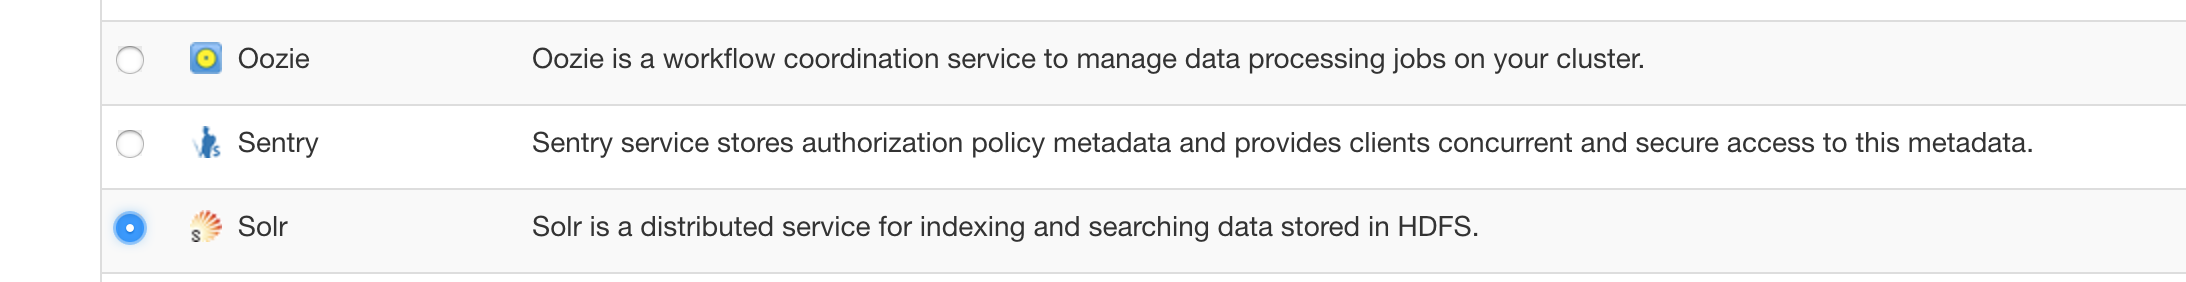 Oozie Oozie is a workflow coordination service to manage data processing jobs on your cluster.
Sentry Sentry service stores authorization policy metadata and provides clients concurrent and secure access to this metadata.
Solr Solr is a distributed service for indexing and searching data stored in HDFS.